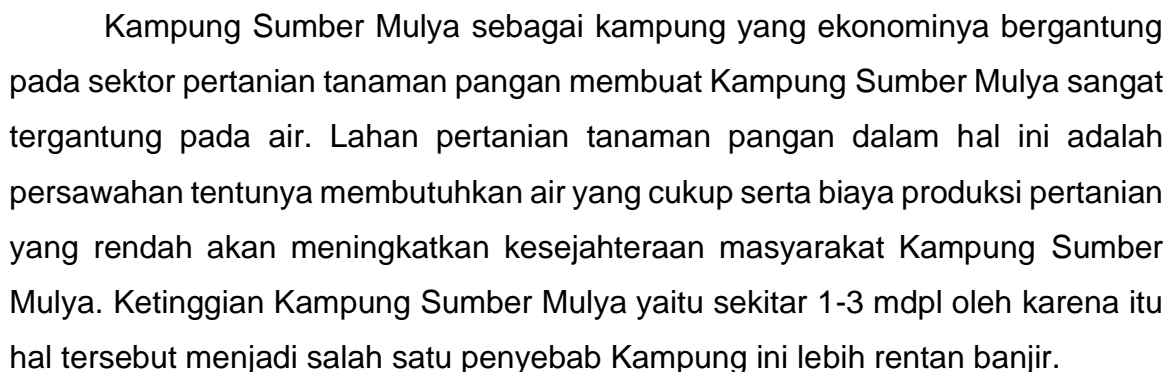 Kampung Sumber Mulya sebagai kampung yang ekonominya bergantung
pada sektor pertanian tanaman pangan membuat Kampung Sumber Mulya sangat
tergantung pada air. Lahan pertanian tanaman pangan dalam hal ini adalah
persawahan tentunya membutuhkan air yang cukup serta biaya produksi pertanian
yang rendah akan meningkatkan kesejahteraan masyarakat Kampung Sumber
Mulya. Ketinggian Kampung Sumber Mulya yaitu sekitar 1-3 mdpl oleh karena itu
hal tersebut menjadi salah satu penyebab Kampung ini lebih rentan banjir.